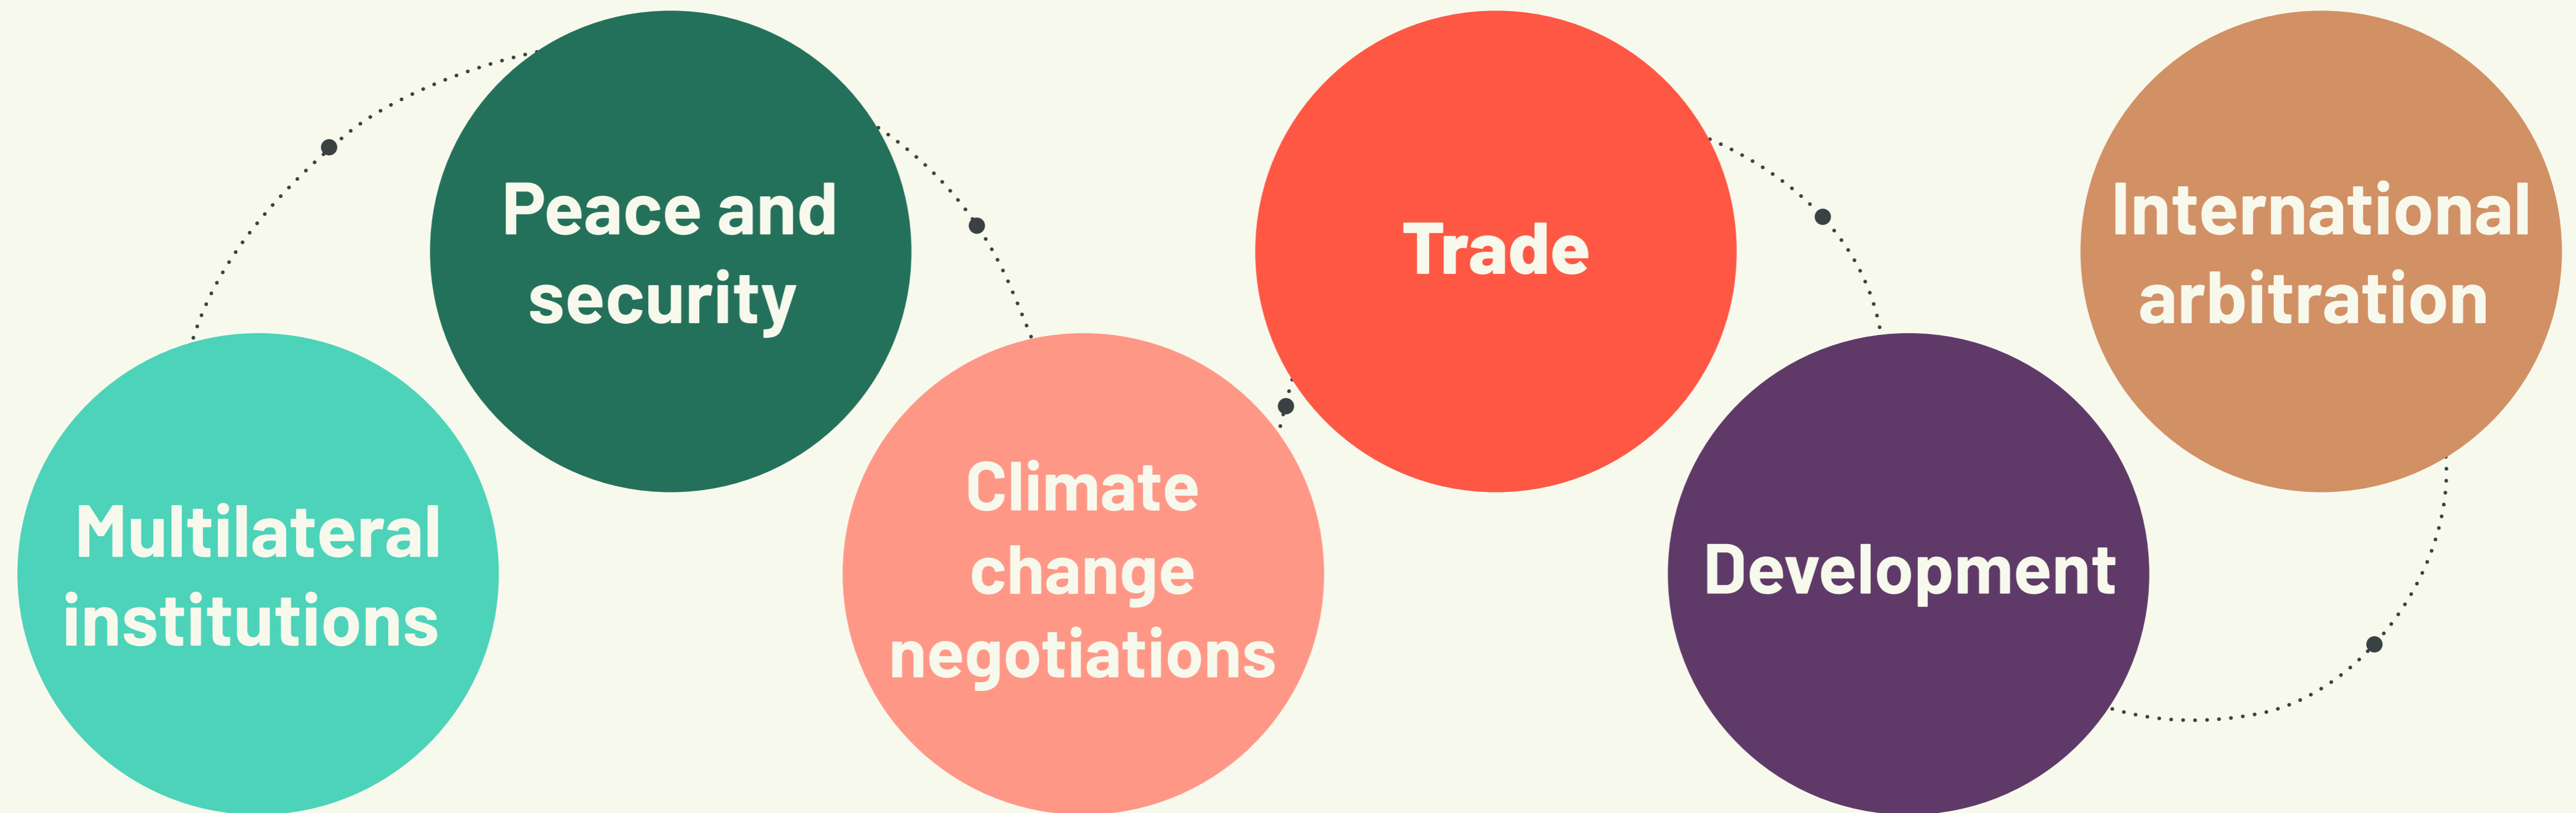 Multilateral
institutions
Peace and
security
Climate
change
negotiations
Trade
Development
International
arbitration